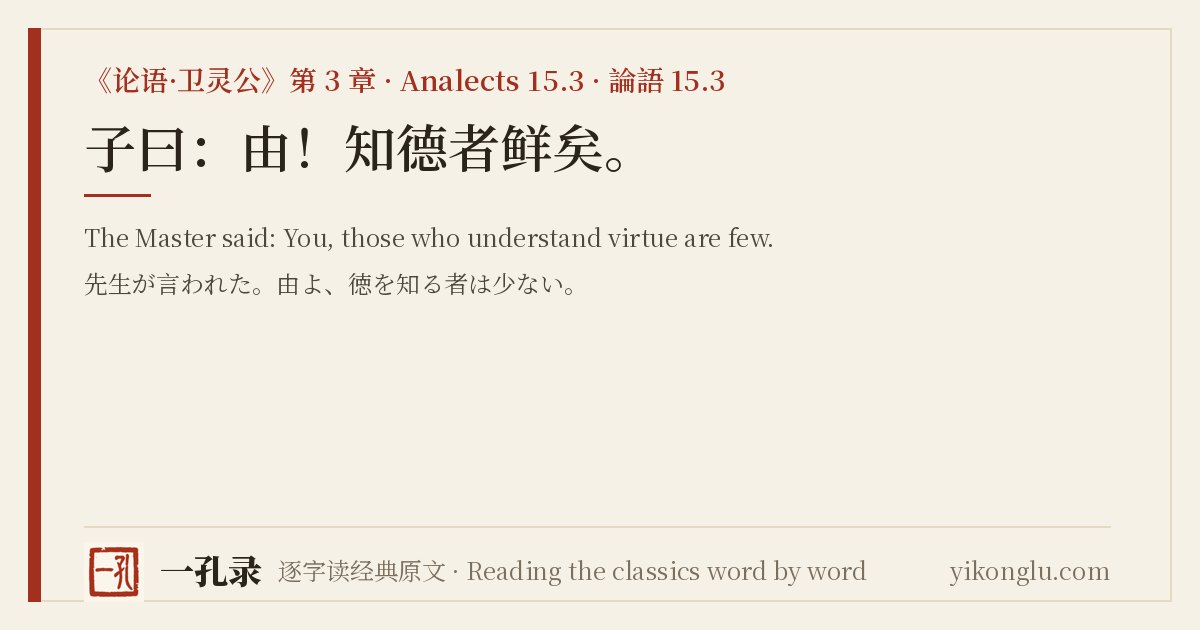 《论语·卫灵公》第 3 章 · Analects 15.3 · 論語 15.3
子曰：由！知德者鲜矣。
The Master said: You, those who understand virtue are few.
先生が言われた。由よ、徳を知る者は少ない。
一孔
一孔录 逐字读经典原文 · Reading the classics word by word yikonglu.com